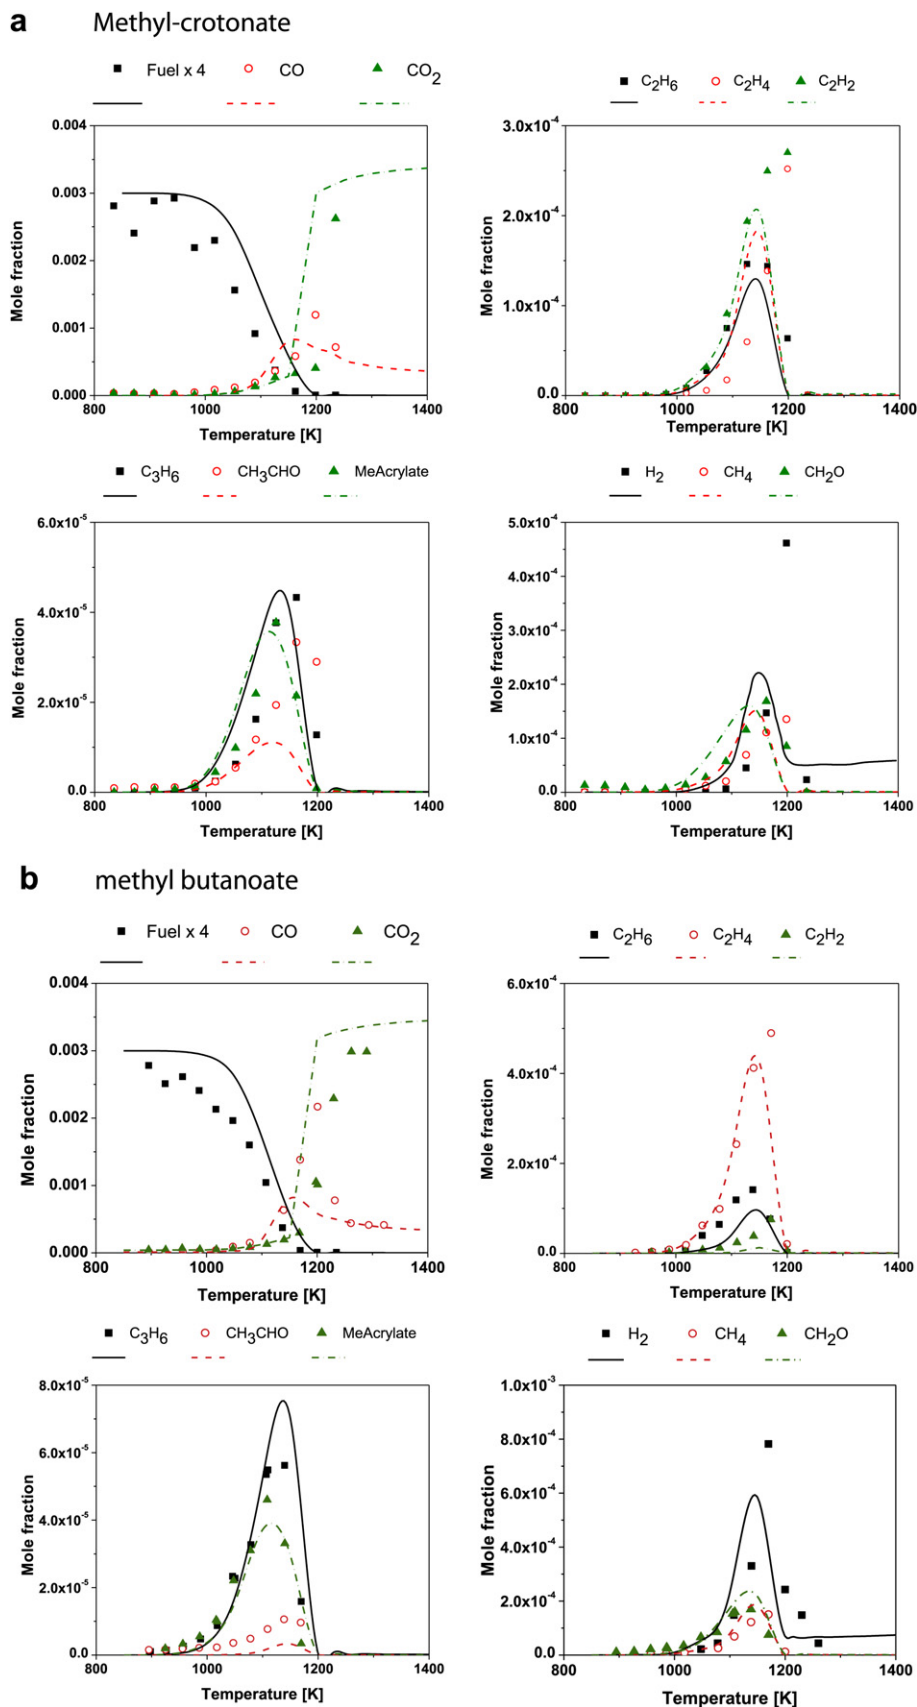 a Methyl-crotonate
Fuel x 4 CO CO2
0.004
0.003
0.002
0.001
0.000
800 1000 1200 1400
Mole fraction
Temperature [K]
C2H6 C2H4 C2H2
3.0x10-4
2.0x10-4
1.0x10-4
0.0
800 1000 1200 1400
Mole fraction
Temperature [K]
C3H6 CH3CHO MeAcrylate
6.0x10-5
4.0x10-5
2.0x10-5
0.0
800 1000 1200 1400
Mole fraction
Temperature [K]
H2 CH4 CH2O
5.0x10-4
4.0x10-4
3.0x10-4
2.0x10-4
1.0x10-4
0.0
800 1000 1200 1400
Mole fraction
Temperature [K]
b methyl butanoate
Fuel x 4 CO CO2
0.004
0.003
0.002
0.001
0.000
800 1000 1200 1400
Mole fraction
Temperature [K]
C2H6 C2H4 C2H2
6.0x10-4
4.0x10-4
2.0x10-4
0.0
800 1000 1200 1400
Mole fraction
Temperature [K]
C3H6 CH3CHO MeAcrylate
8.0x10-5
6.0x10-5
4.0x10-5
2.0x10-5
0.0
800 1000 1200 1400
Mole fraction
Temperature [K]
H2 CH4 CH2O
1.0x10-3
8.0x10-4
6.0x10-4
4.0x10-4
2.0x10-4
0.0
800 1000 1200 1400
Mole fraction
Temperature [K]